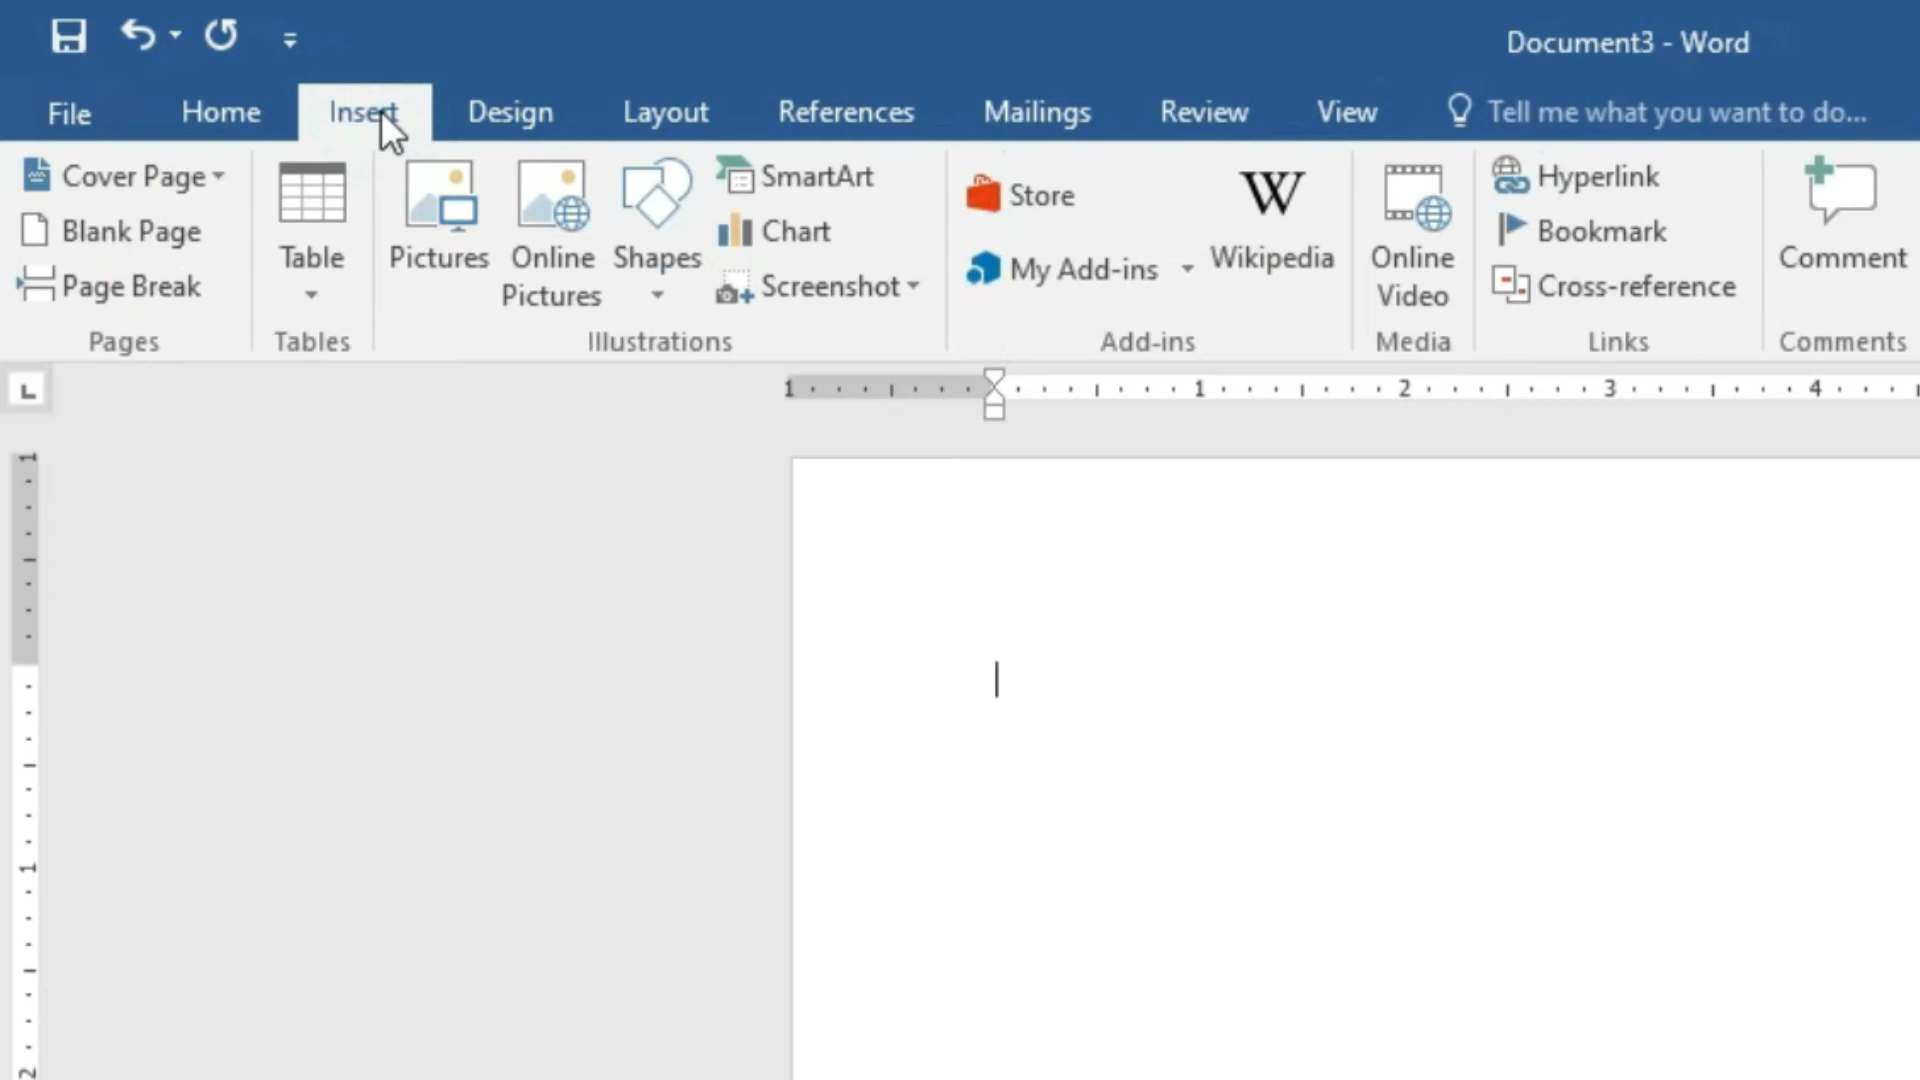 Document3 - Word
File Home Insert Design Layout References Mailings Review View Tell me what you want to do...
Cover Page
Blank Page
Page Break
Pages
Table
Tables
Pictures
Online
Pictures
Shapes
SmartArt
Chart
Screenshot
Illustrations
Store
My Add-ins
W
Wikipedia
Add-ins
Online
Video
Media
Hyperlink
Bookmark
Cross-reference
Links
Comment
Comments
L
1 1 2 3 4
1
1
2